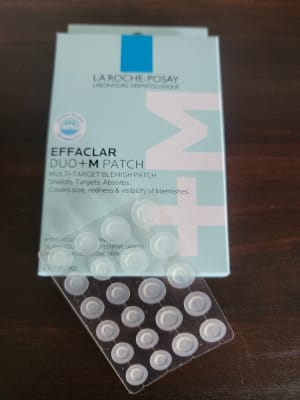 LA ROCHE-POSAY
LABORATOIRE DERMATOLOGIQUE
+M
EFFACLAR
DUO+M PATCH
MULTI-TARGET BLEMISH PATCH
Shields. Targets. Absorbs.
Covers size, redness & visibility of blemishes.